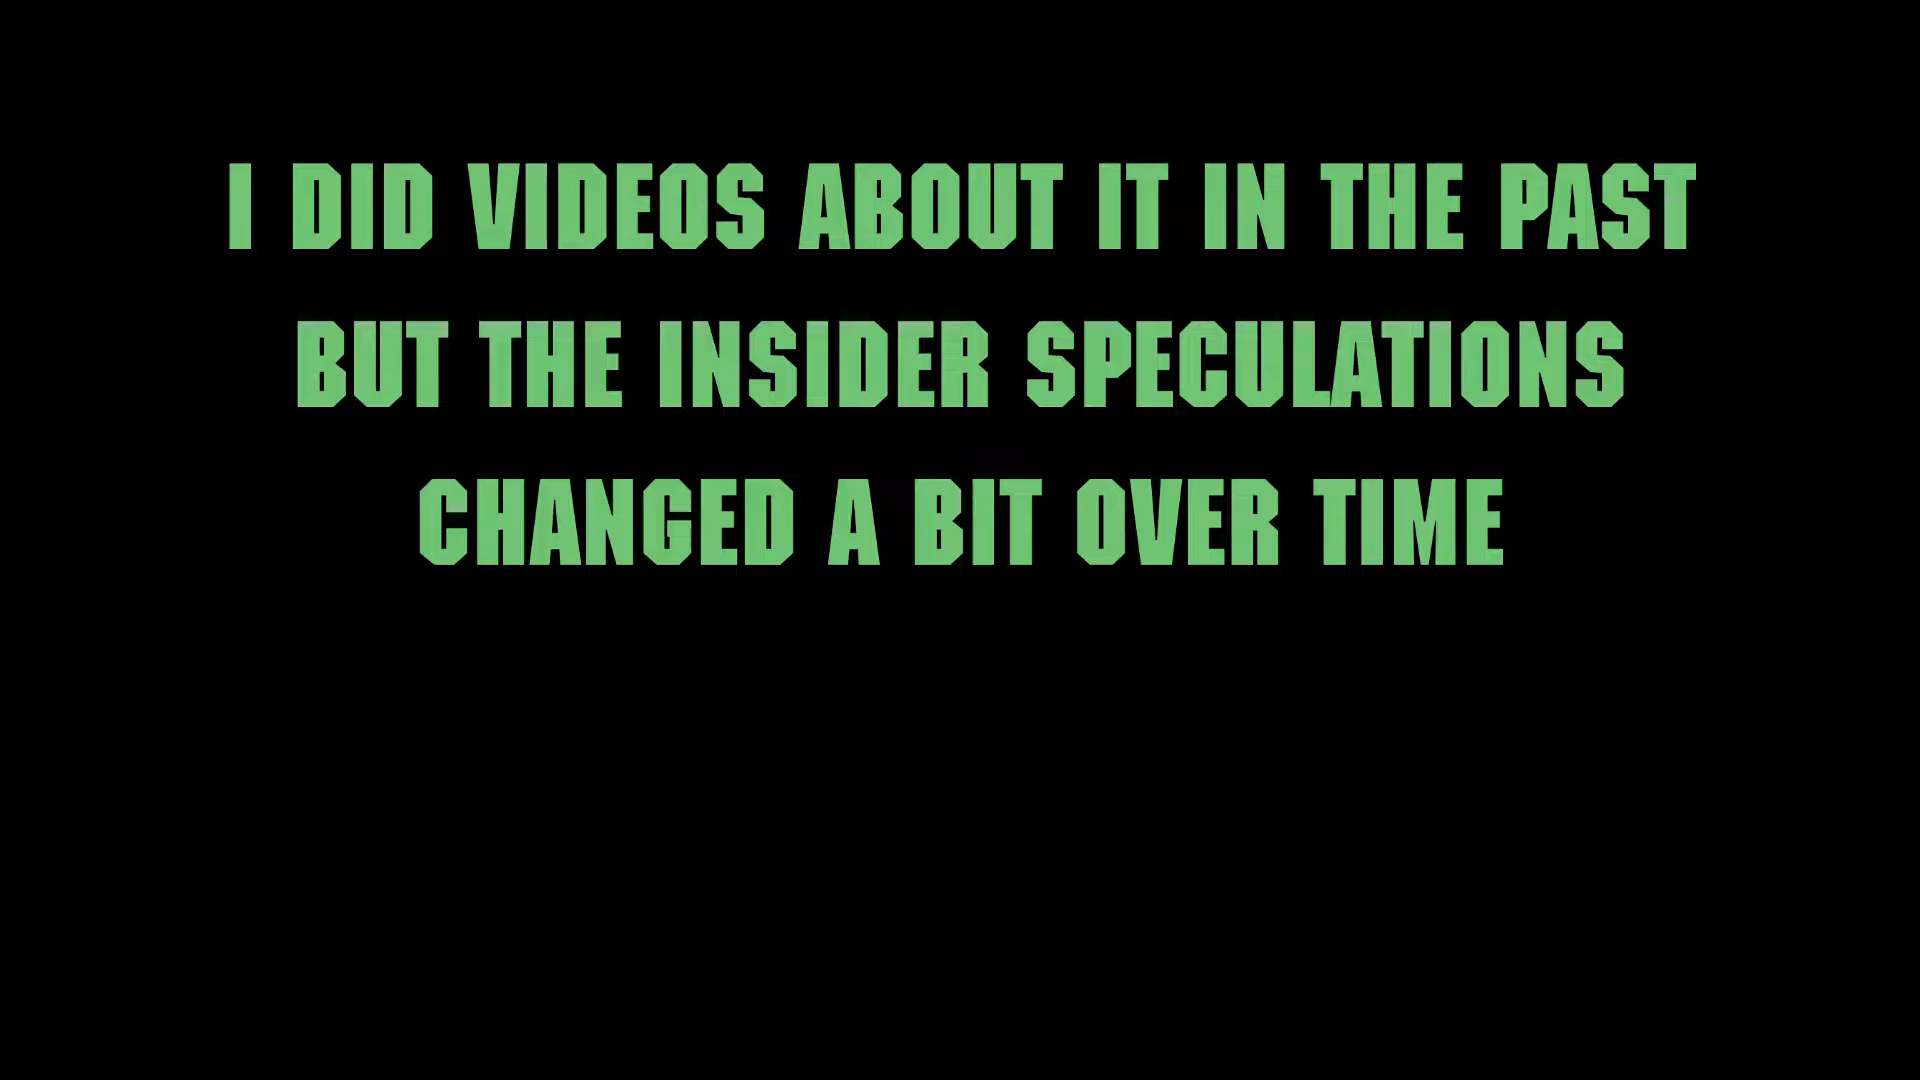 I DID VIDEOS ABOUT IT IN THE PAST
BUT THE INSIDER SPECULATIONS
CHANGED A BIT OVER TIME